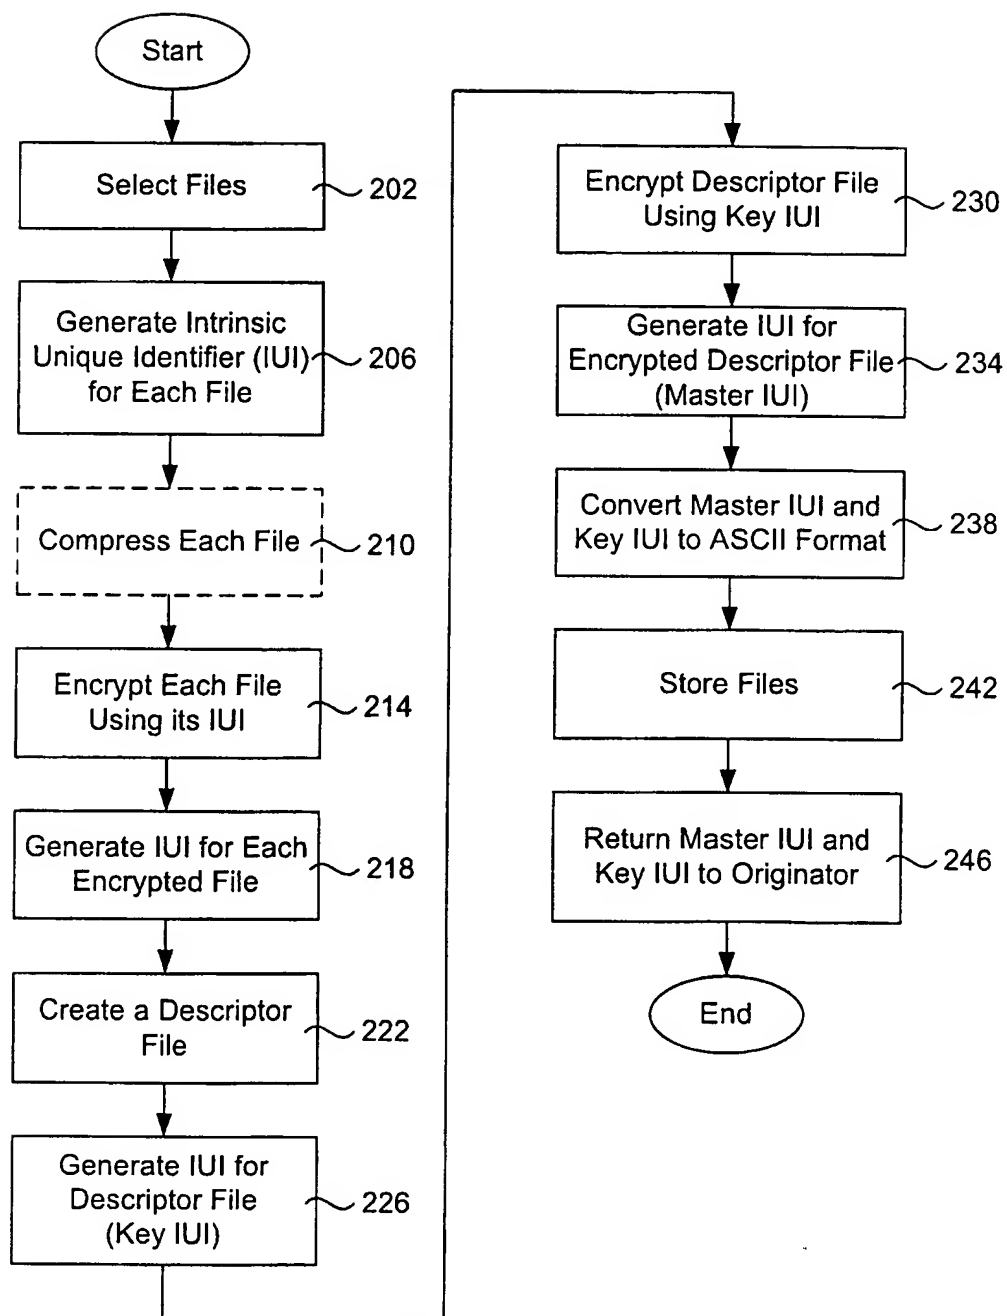 Start
Select Files
202
Generate Intrinsic
Unique Identifier (IUI)
for Each File
206
Compress Each File
210
Encrypt Each File
Using its IUI
214
Generate IUI for Each
Encrypted File
218
Create a Descriptor
File
222
Generate IUI for
Descriptor File
(Key IUI)
226
Encrypt Descriptor File
Using Key IUI
230
Generate IUI for
Encrypted Descriptor File
(Master IUI)
234
Convert Master IUI and
Key IUI to ASCII Format
238
Store Files
242
Return Master IUI and
Key IUI to Originator
246
End